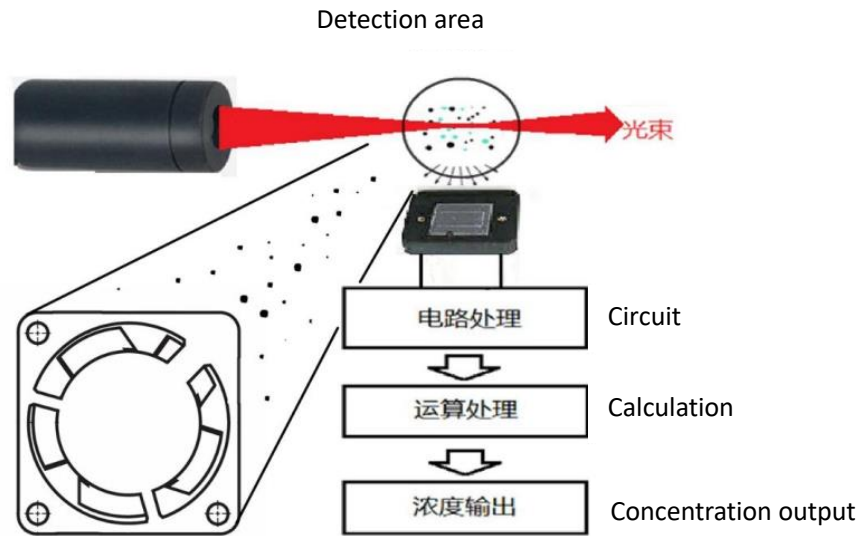 Detection area
光束
电路处理
Circuit
运算处理
Calculation
浓度输出
Concentration output